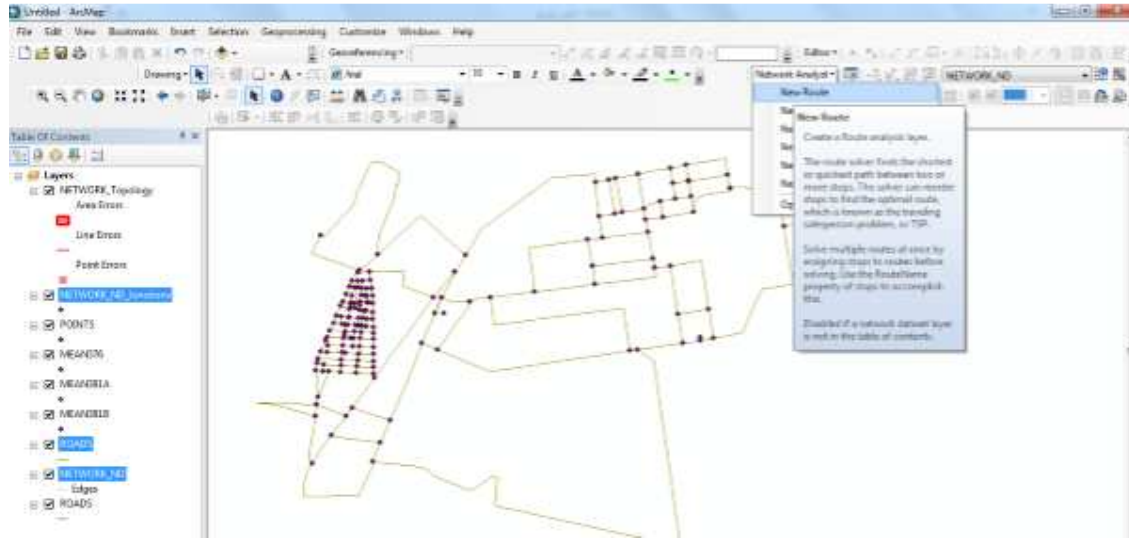 Untitled - ArcMap
File Edit View Bookmarks Insert Selection Geoprocessing Customize Windows Help
Georeferencing
Editor
Drawing
Arial
10
B I U A
Network Analyst
NETWORK_ND
New Route
New Route
Create a Route analysis layer.
The route solver finds the shortest
or quickest path between two or
more stops. The solver can reorder
stops to find the optimal route,
which is known as the traveling
salesperson problem, or TSP.
Solve multiple routes at once by
assigning stops to routes before
solving. Use the RouteName
property of stops to accomplish
this.
Disabled if a network dataset layer
is not in the table of contents.
Table Of Contents
Layers
NETWORK_Topology
Area Errors
Line Errors
Point Errors
NETWORK_ND_Junctions
POINTS
MEAN376
MEAN381A
MEAN381B
ROADS
NETWORK_ND
Edges
ROADS